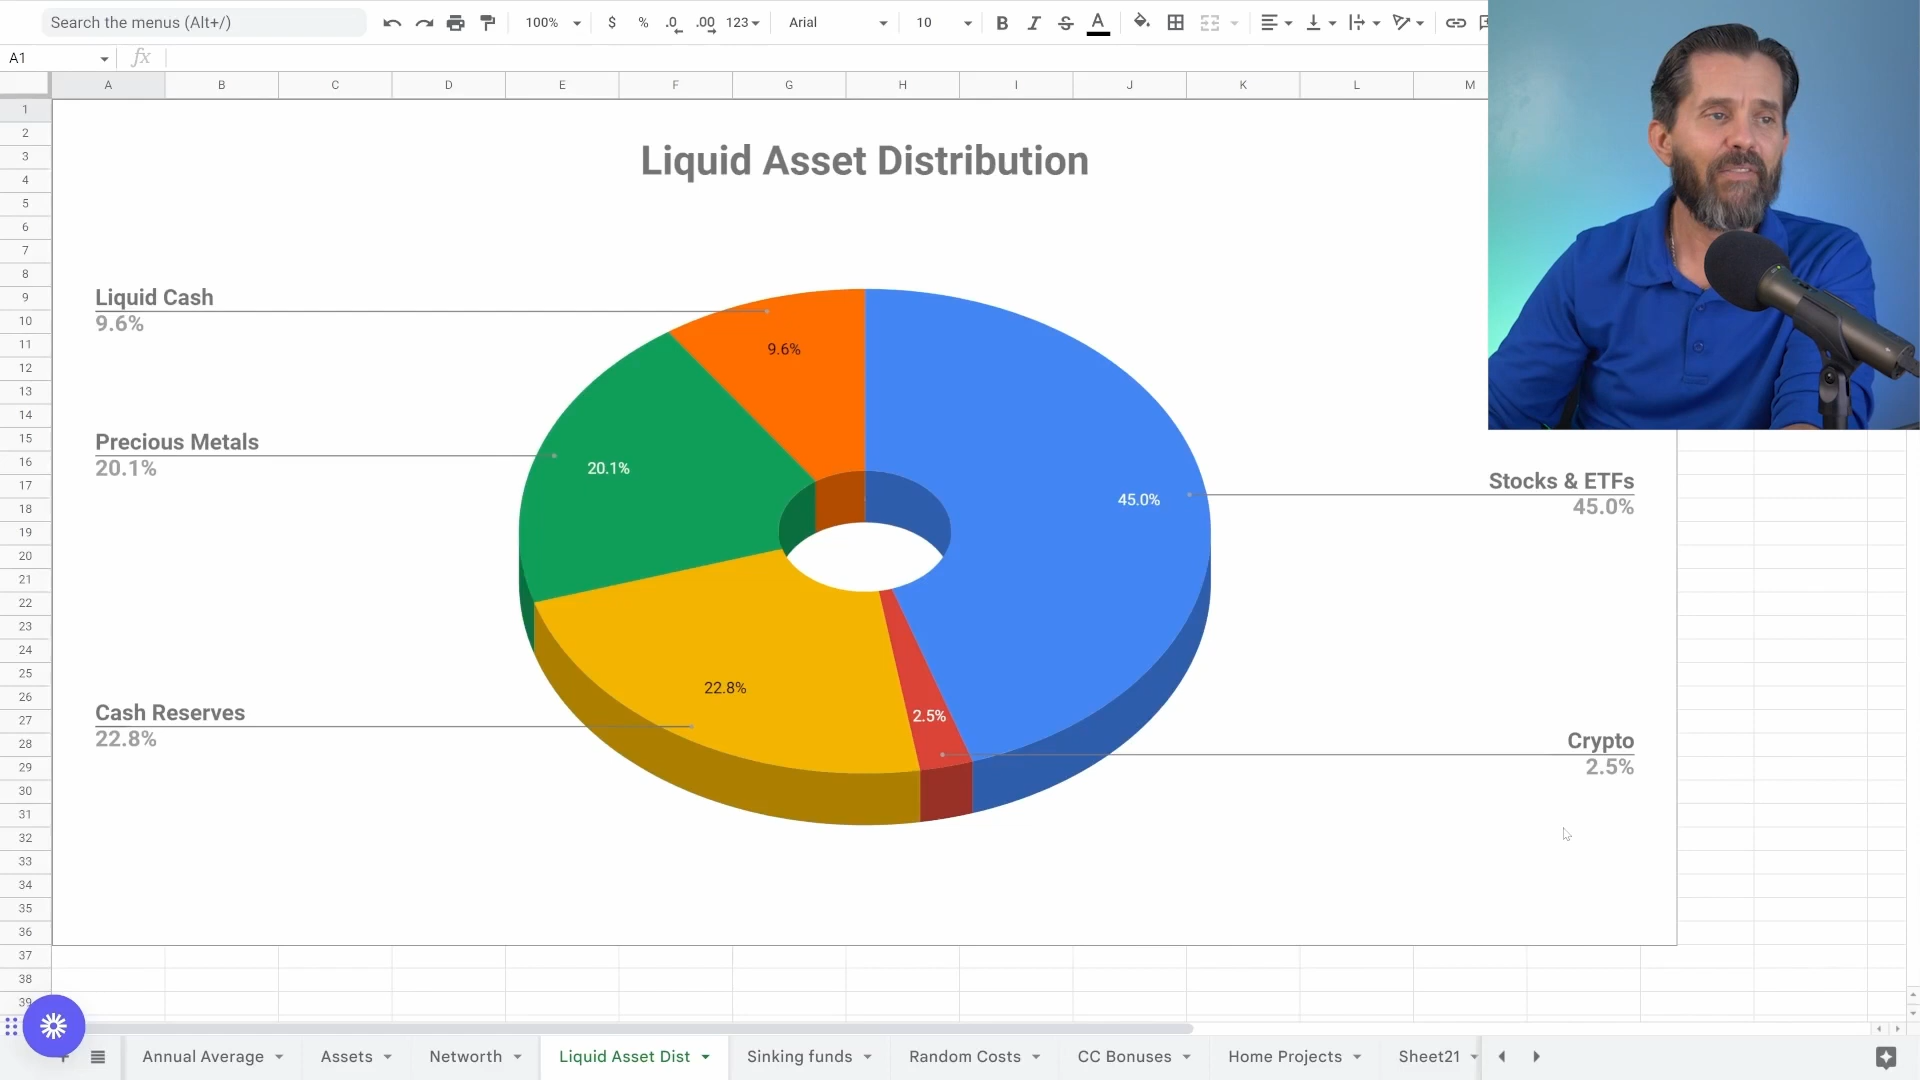 Search the menus (Alt+/)
100%
$
%
.0
.00
123
Arial
10
B
I
S
A
A1
fx
A B C D E F G H I J K L M
1
2
3
4
5
6
7
8
9
10
11
12
13
14
15
16
17
18
19
20
21
22
23
24
25
26
27
28
29
30
31
32
33
34
35
36
37
38
39
Liquid Asset Distribution
Liquid Cash
9.6%
9.6%
Precious Metals
20.1%
20.1%
Stocks & ETFs
45.0%
45.0%
Cash Reserves
22.8%
22.8%
2.5%
Crypto
2.5%
Annual Average
Assets
Networth
Liquid Asset Dist
Sinking funds
Random Costs
CC Bonuses
Home Projects
Sheet21